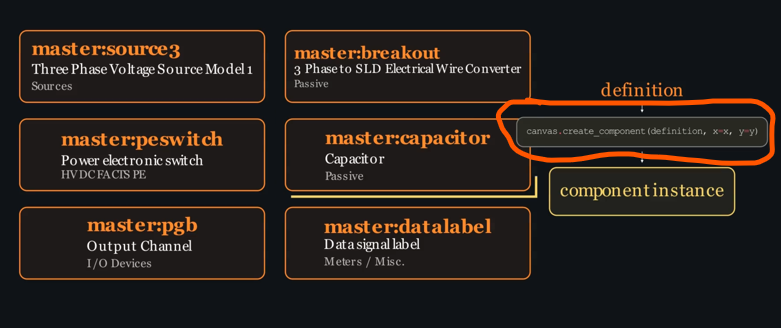 master:source3
Three Phase Voltage Source Model 1
Sources
master:breakout
3 Phase to SLD Electrical Wire Converter
Passive
master:peswitch
Power electronic switch
HVDC FACTS PE
master:capacitor
Capacitor
Passive
master:pgb
Output Channel
I/O Devices
master:datalabel
Data signal label
Meters / Misc.
definition
canvas.create_component(definition, x=x, y=y)
component instance